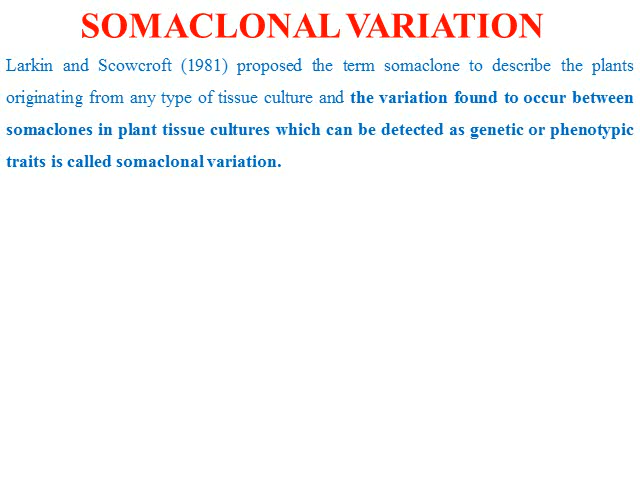 SOMACLONAL VARIATION
Larkin and Scowcroft (1981) proposed the term somaclone to describe the plants
originating from any type of tissue culture and the variation found to occur between
somaclones in plant tissue cultures which can be detected as genetic or phenotypic
traits is called somaclonal variation.